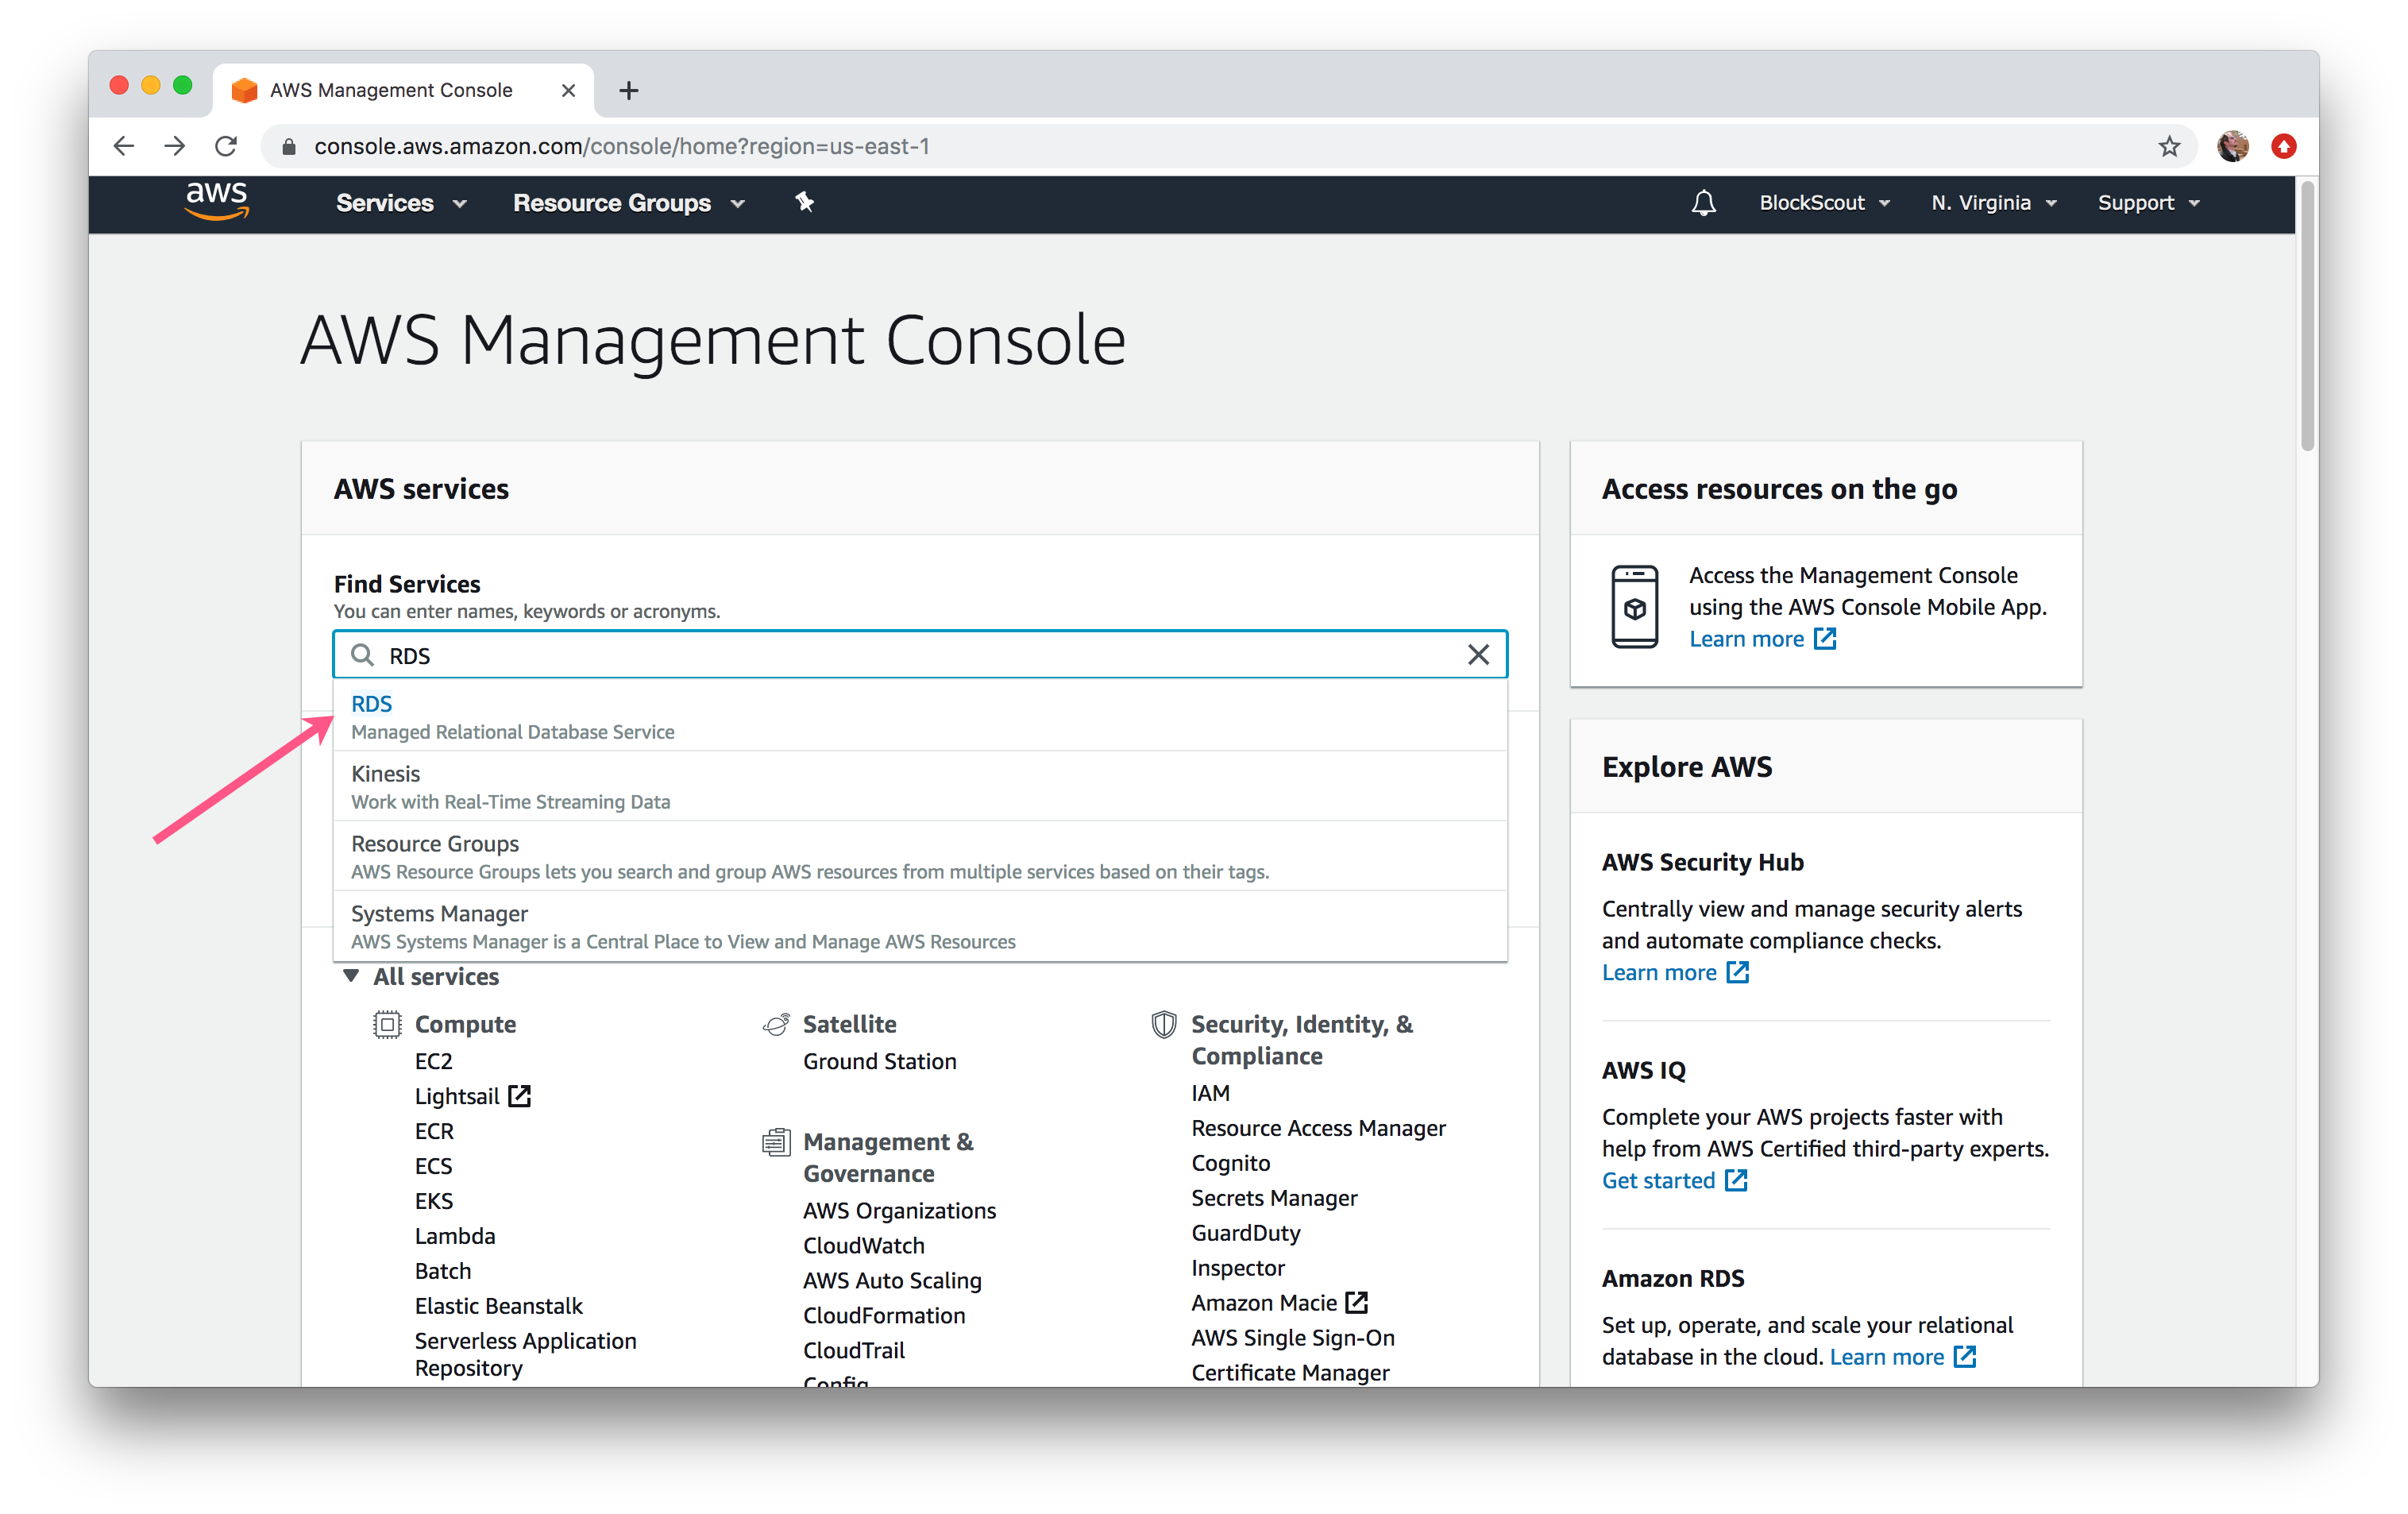 AWS Management Console
console.aws.amazon.com/console/home?region=us-east-1
aws
Services
Resource Groups
BlockScout
N. Virginia
Support
AWS Management Console
AWS services
Find Services
You can enter names, keywords or acronyms.
RDS
RDS
Managed Relational Database Service
Kinesis
Work with Real-Time Streaming Data
Resource Groups
AWS Resource Groups lets you search and group AWS resources from multiple services based on their tags.
Systems Manager
AWS Systems Manager is a Central Place to View and Manage AWS Resources
All services
Compute
EC2
Lightsail
ECR
ECS
EKS
Lambda
Batch
Elastic Beanstalk
Serverless Application
Repository
Satellite
Ground Station
Management &
Governance
AWS Organizations
CloudWatch
AWS Auto Scaling
CloudFormation
CloudTrail
Config
Security, Identity, &
Compliance
IAM
Resource Access Manager
Cognito
Secrets Manager
GuardDuty
Inspector
Amazon Macie
AWS Single Sign-On
Certificate Manager
Access resources on the go
Access the Management Console
using the AWS Console Mobile App.
Learn more
Explore AWS
AWS Security Hub
Centrally view and manage security alerts
and automate compliance checks.
Learn more
AWS IQ
Complete your AWS projects faster with
help from AWS Certified third-party experts.
Get started
Amazon RDS
Set up, operate, and scale your relational
database in the cloud. Learn more